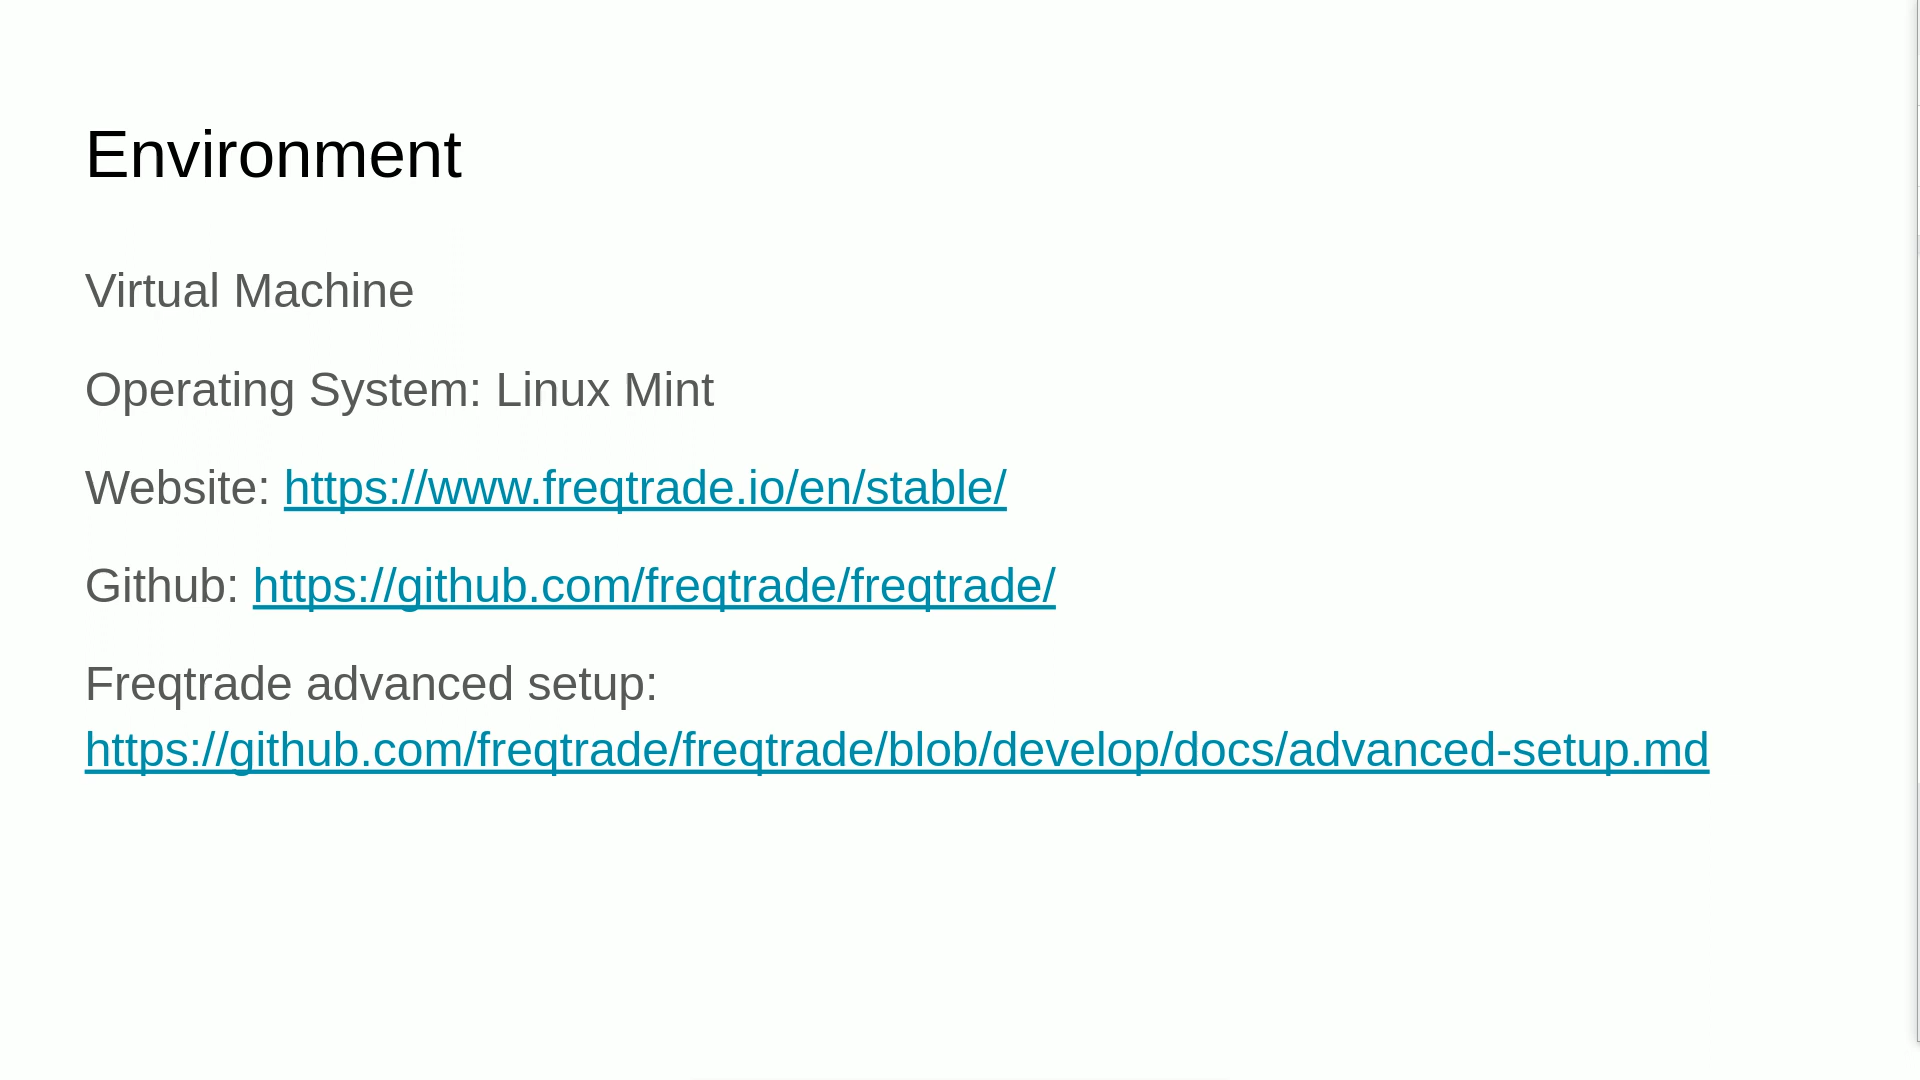 Environment
Virtual Machine
Operating System: Linux Mint
Website: https://www.freqtrade.io/en/stable/
Github: https://github.com/freqtrade/freqtrade/
Freqtrade advanced setup:
https://github.com/freqtrade/freqtrade/blob/develop/docs/advanced-setup.md